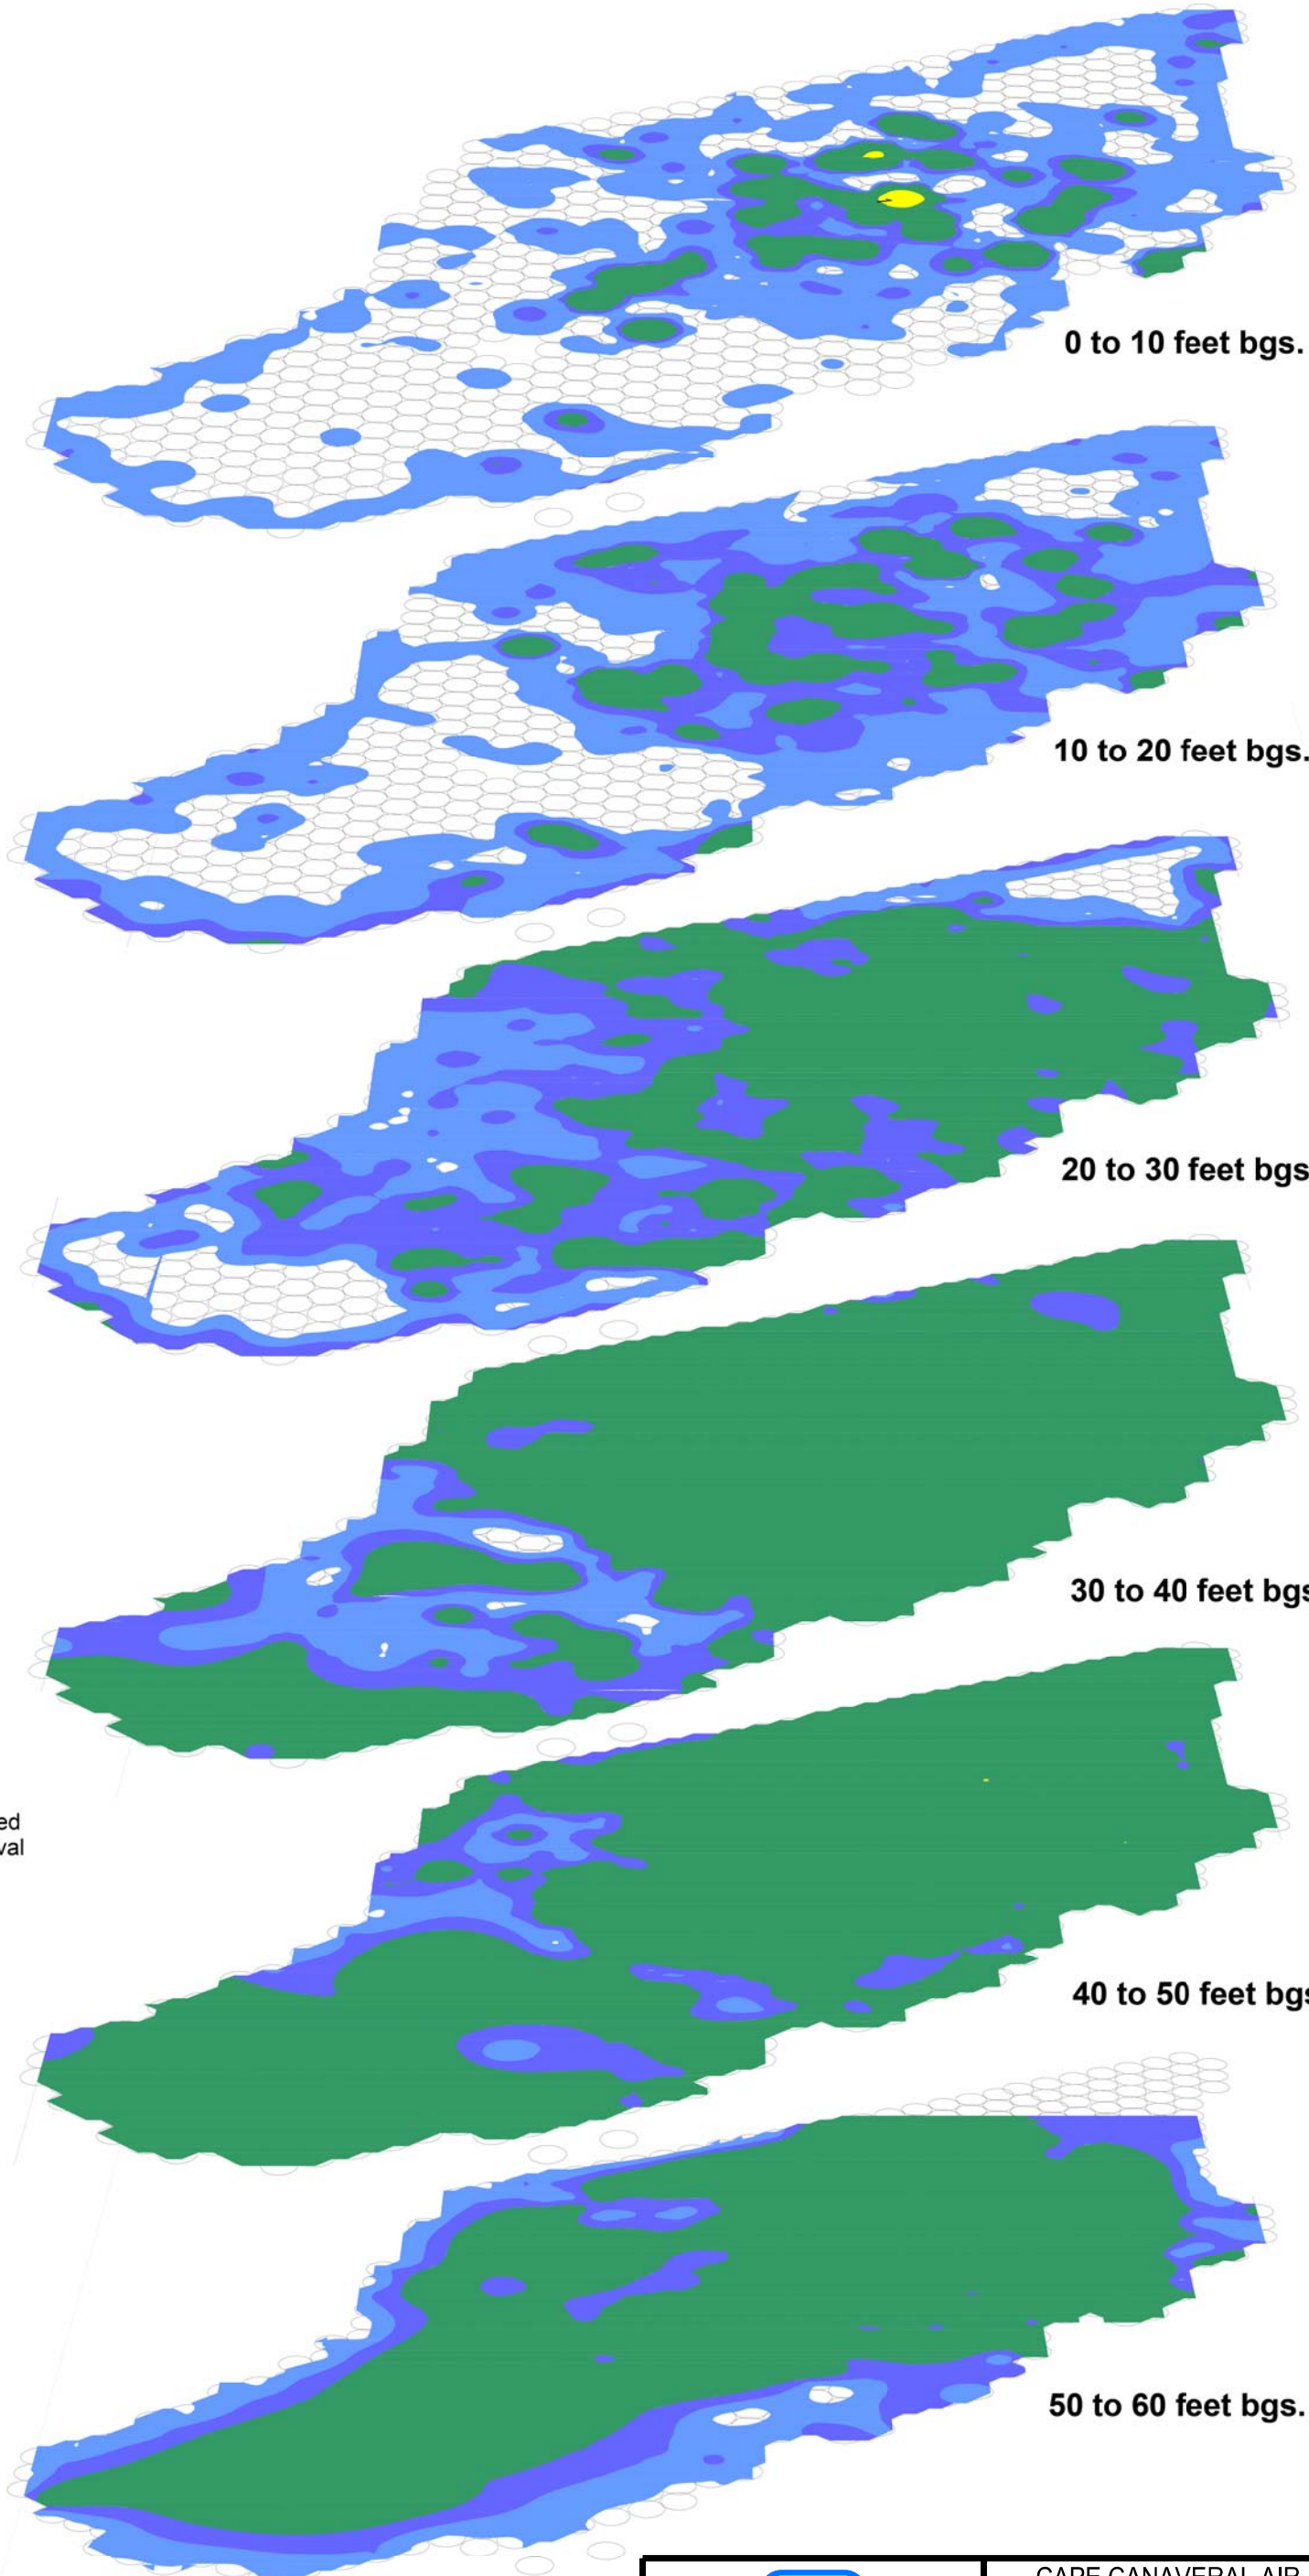 0 to 10 feet bgs.
10 to 20 feet bgs.
20 to 30 feet bgs
30 to 40 feet bgs
ed
val
40 to 50 feet bgs
50 to 60 feet bgs.
CAPE CANAVERAL AIR